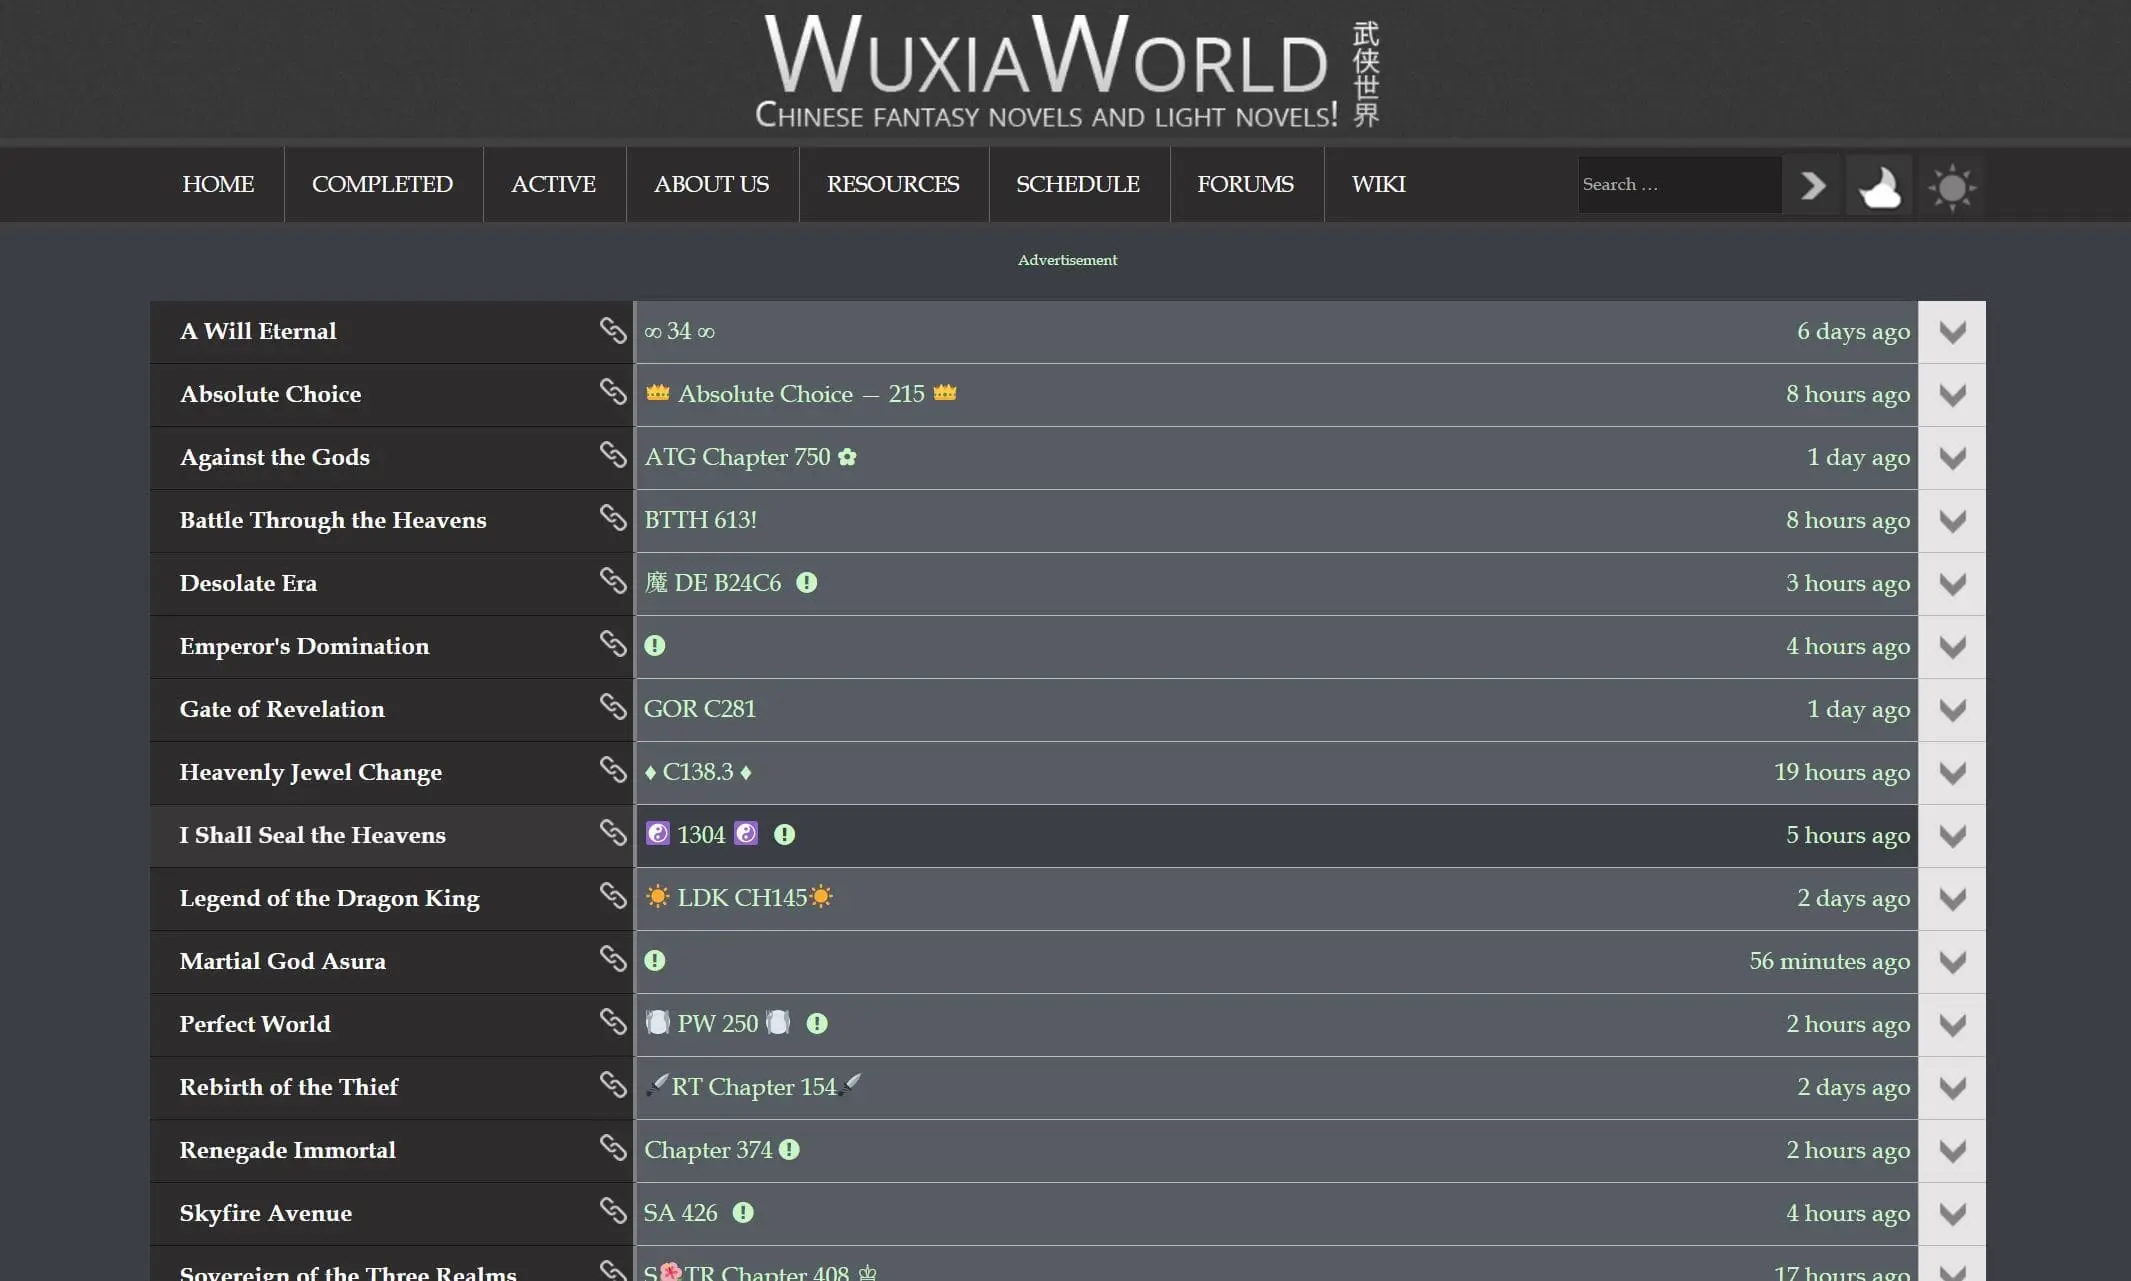 WUXIAWORLD
武侠世界
CHINESE FANTASY NOVELS AND LIGHT NOVELS!
HOME COMPLETED ACTIVE ABOUT US RESOURCES SCHEDULE FORUMS WIKI Search …
Advertisement
A Will Eternal ∞ 34 ∞ 6 days ago
Absolute Choice 👑 Absolute Choice — 215 👑 8 hours ago
Against the Gods ATG Chapter 750 ✿ 1 day ago
Battle Through the Heavens BTTH 613! 8 hours ago
Desolate Era 魔 DE B24C6 ! 3 hours ago
Emperor's Domination ! 4 hours ago
Gate of Revelation GOR C281 1 day ago
Heavenly Jewel Change ♦ C138.3 ♦ 19 hours ago
I Shall Seal the Heavens ☯ 1304 ☯ ! 5 hours ago
Legend of the Dragon King ☀ LDK CH145☀ 2 days ago
Martial God Asura ! 56 minutes ago
Perfect World 🍽 PW 250 🍽 ! 2 hours ago
Rebirth of the Thief 🗡RT Chapter 154🗡 2 days ago
Renegade Immortal Chapter 374 ! 2 hours ago
Skyfire Avenue SA 426 ! 4 hours ago
Sovereign of the Three Realms S🌺TR Chapter 408 ♔ 17 hours ago